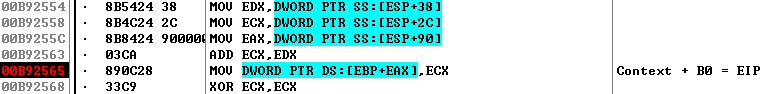 00B92554 · 8B5424 38 MOV EDX,DWORD PTR SS:[ESP+38]
00B92558 · 8B4C24 2C MOV ECX,DWORD PTR SS:[ESP+2C]
00B9255C · 8B8424 900000 MOV EAX,DWORD PTR SS:[ESP+90]
00B92563 · 03CA ADD ECX,EDX
00B92565 · 890C28 MOV DWORD PTR DS:[EBP+EAX],ECX Context + B0 = EIP
00B92568 · 33C9 XOR ECX,ECX